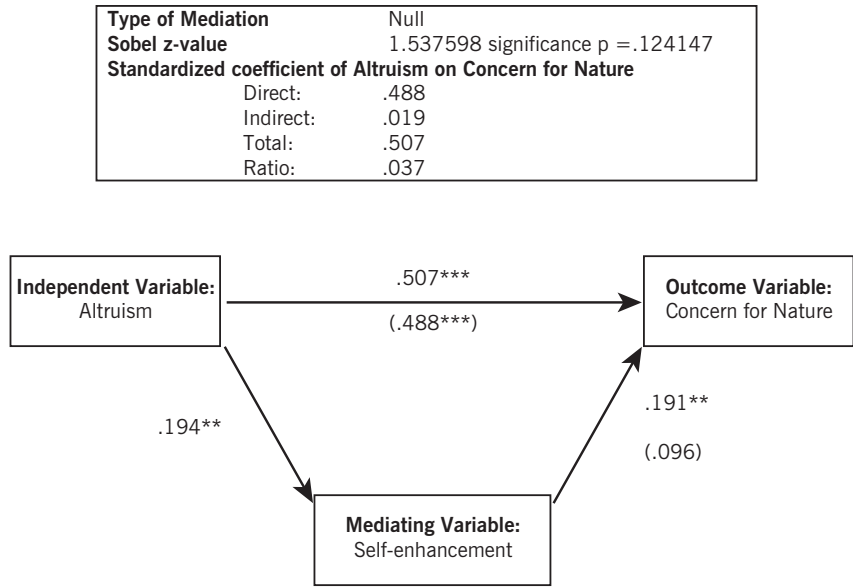 Type of Mediation Null
Sobel z-value 1.537598 significance p =.124147
Standardized coefficient of Altruism on Concern for Nature
Direct: .488
Indirect: .019
Total: .507
Ratio: .037
Independent Variable:
Altruism
.507***
(.488***)
Outcome Variable:
Concern for Nature
.194**
.191**
(.096)
Mediating Variable:
Self-enhancement